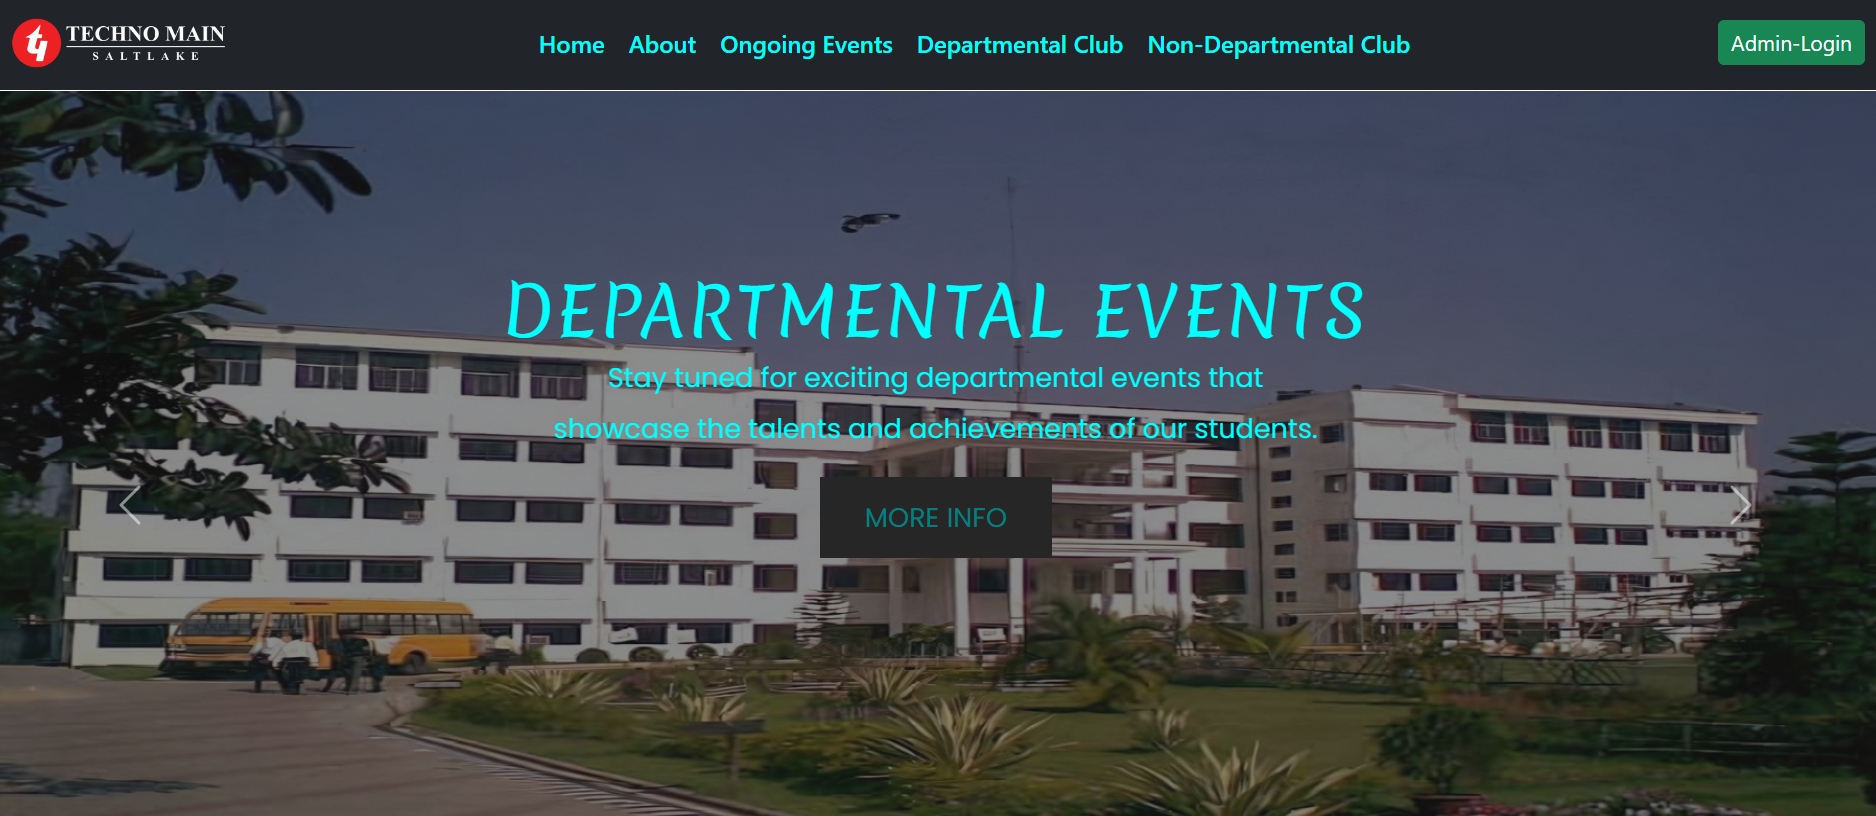 TECHNO MAIN
SALTLAKE
Home About Ongoing Events Departmental Club Non-Departmental Club
Admin-Login
DEPARTMENTAL EVENTS
Stay tuned for exciting departmental events that
showcase the talents and achievements of our students.
MORE INFO